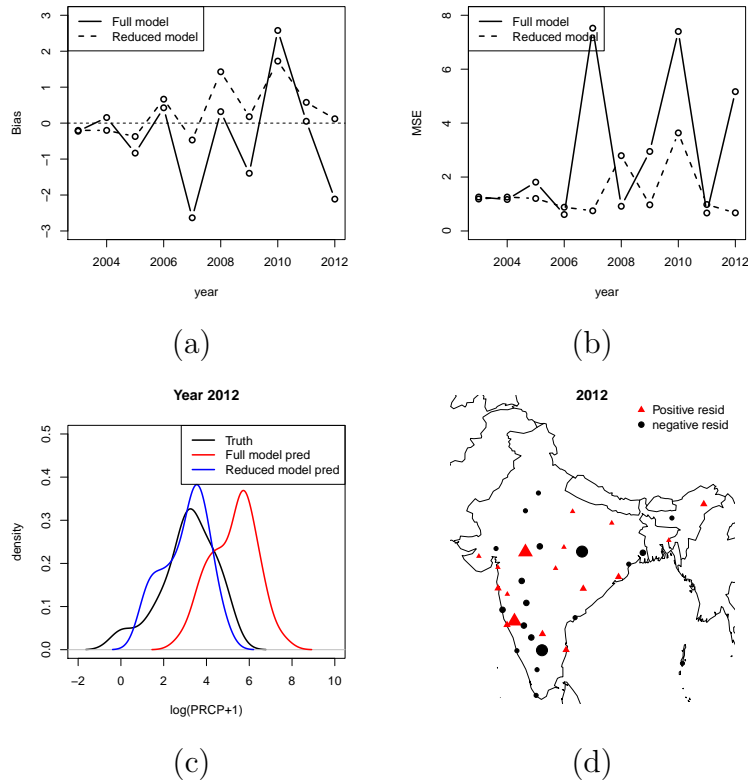 Full model
Reduced model
3
2
1
0
-1
-2
-3
Bias
2004 2006 2008 2010 2012
year
(a)
Full model
Reduced model
8
6
4
2
0
MSE
2004 2006 2008 2010 2012
year
(b)
Year 2012
Truth
Full model pred
Reduced model pred
0.5
0.4
0.3
0.2
0.1
0.0
density
−2 0 2 4 6 8 10
log(PRCP+1)
(c)
2012
Positive resid
negative resid
(d)